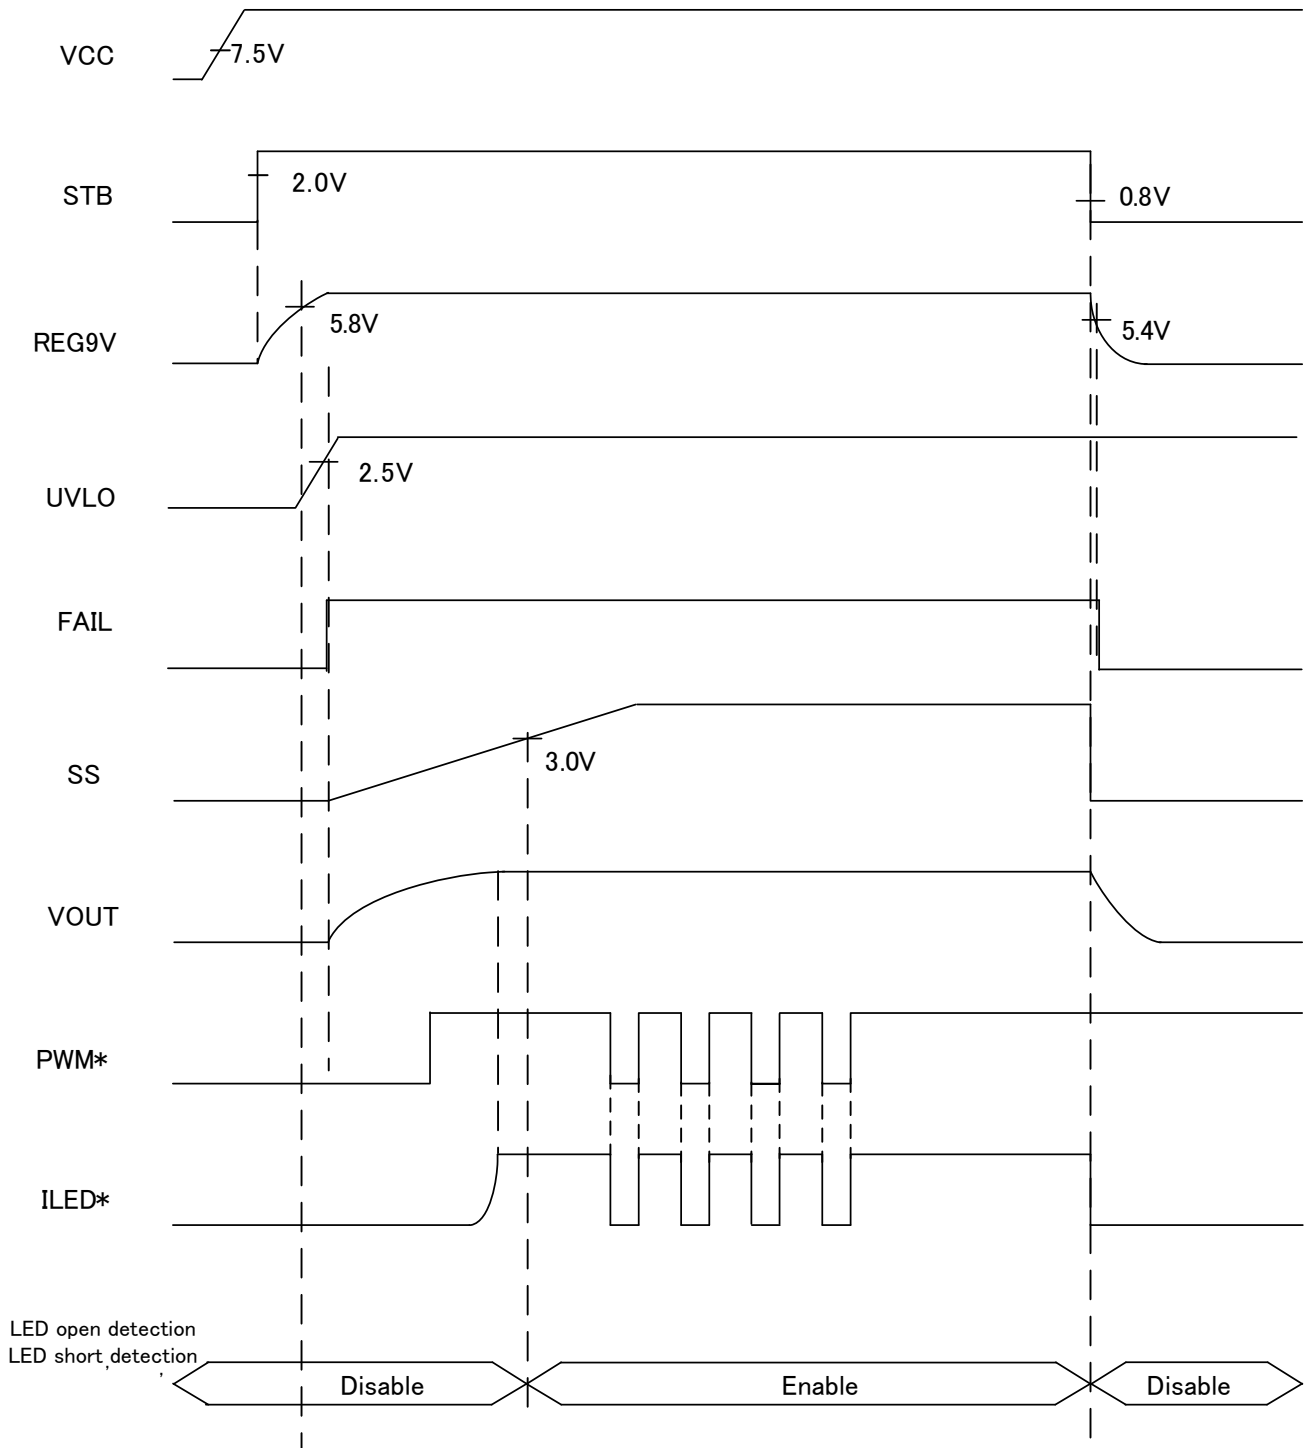 VCC
7.5V
STB
2.0V
0.8V
REG9V
5.8V
5.4V
UVLO
2.5V
FAIL
SS
3.0V
VOUT
PWM*
ILED*
LED open detection
LED short detection
Disable
Enable
Disable